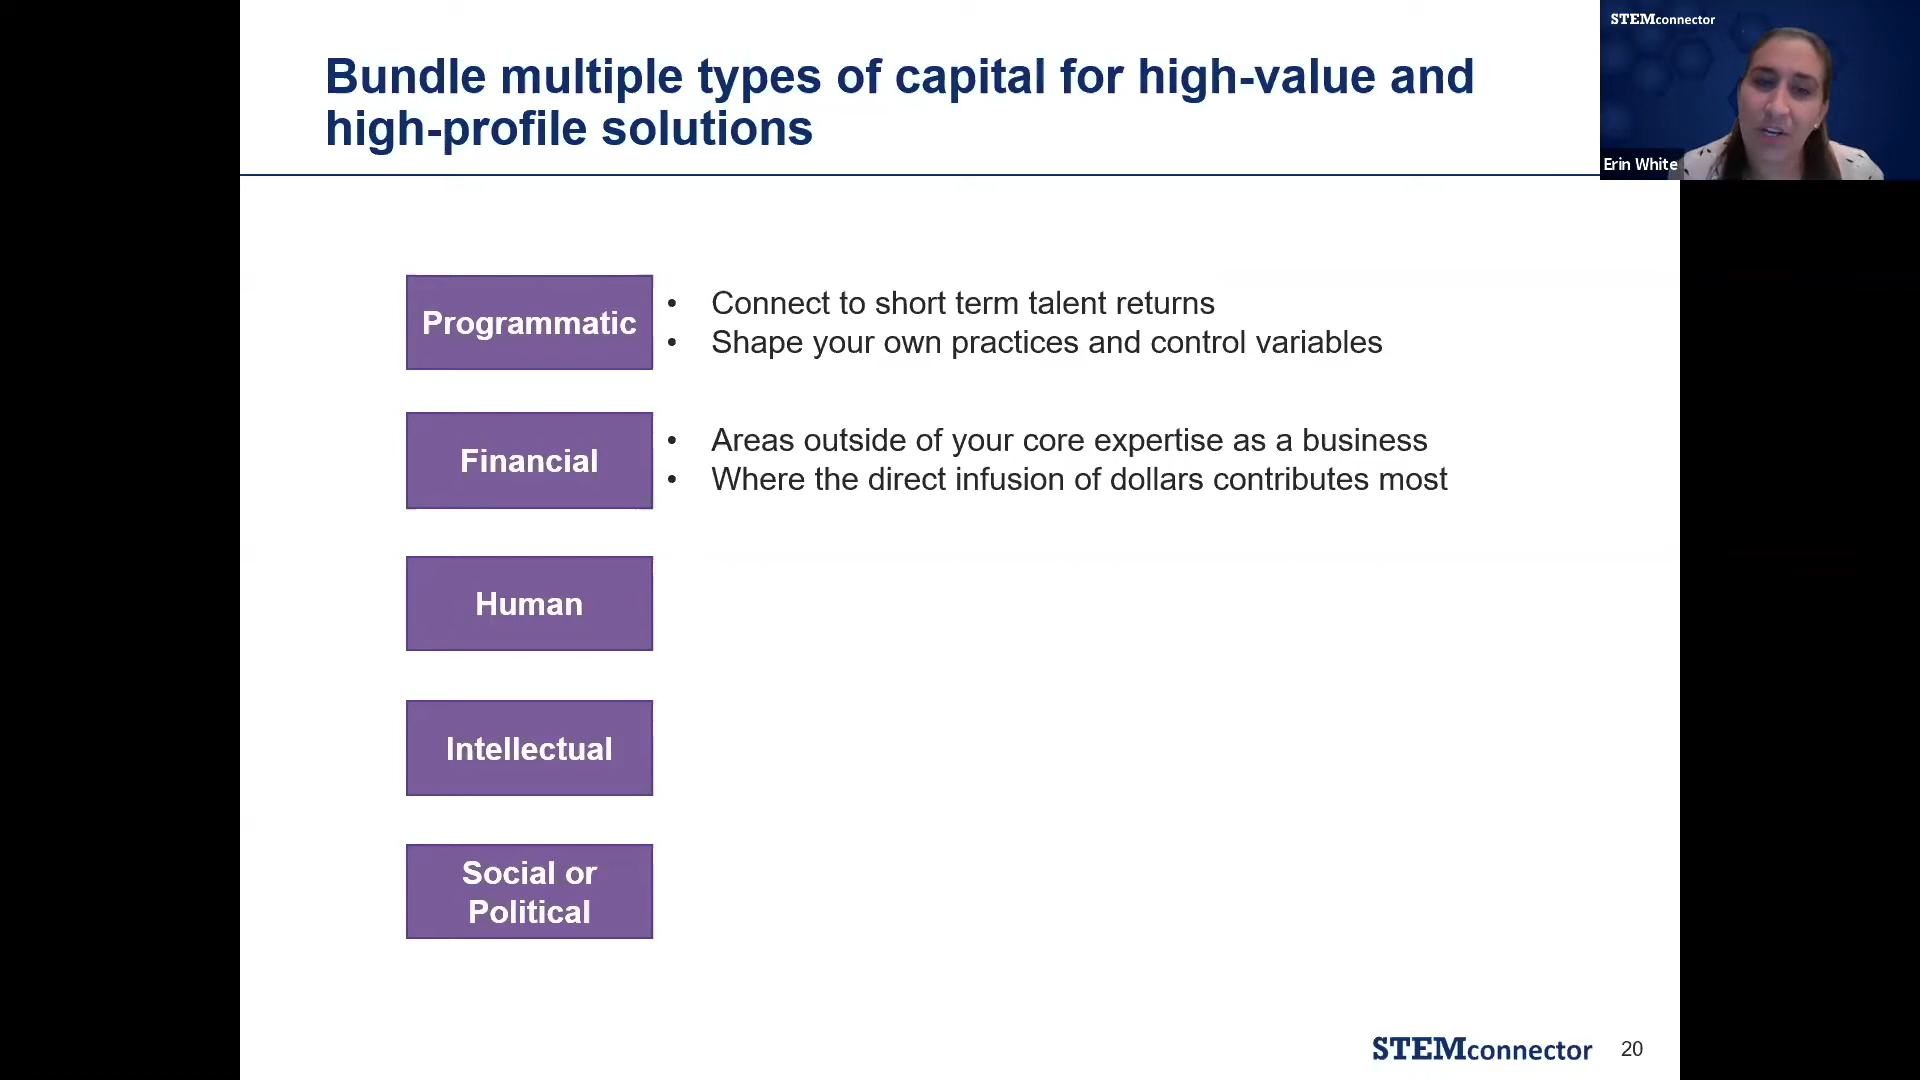 Bundle multiple types of capital for high-value and
high-profile solutions
STEMconnector
Erin White
Programmatic
• Connect to short term talent returns
• Shape your own practices and control variables
Financial
• Areas outside of your core expertise as a business
• Where the direct infusion of dollars contributes most
Human
Intellectual
Social or
Political
STEMconnector 20